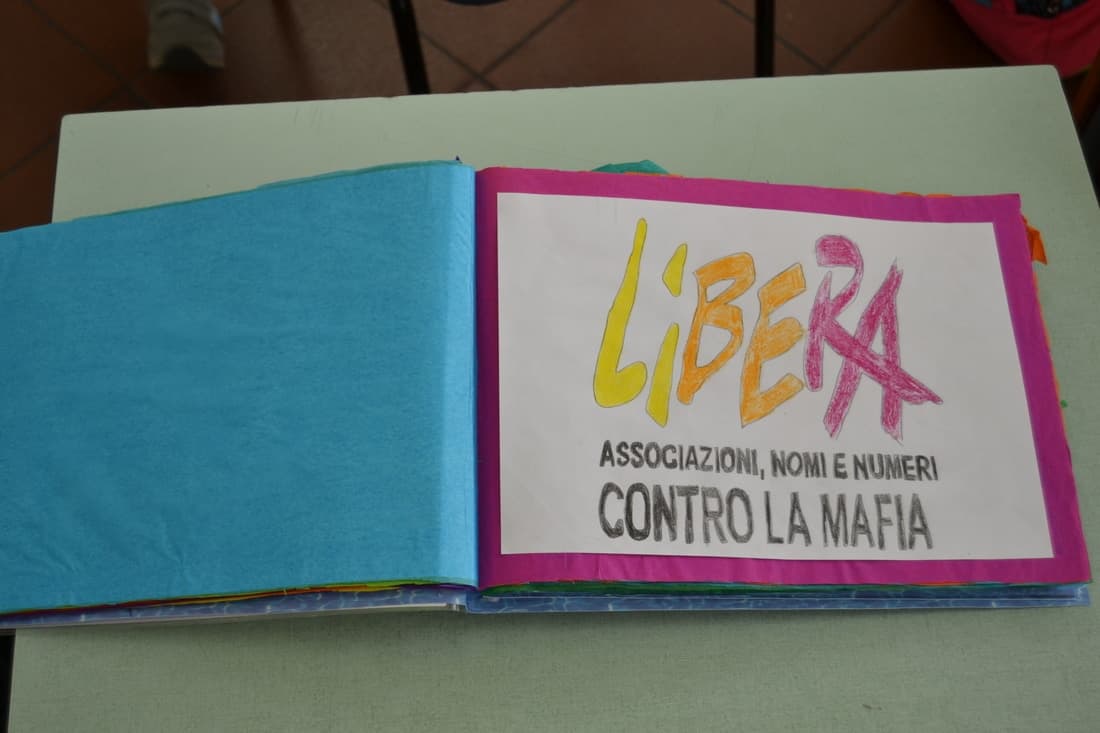 LiBERA
ASSOCIAZIONI, NOMI E NUMERI
CONTRO LA MAFIA